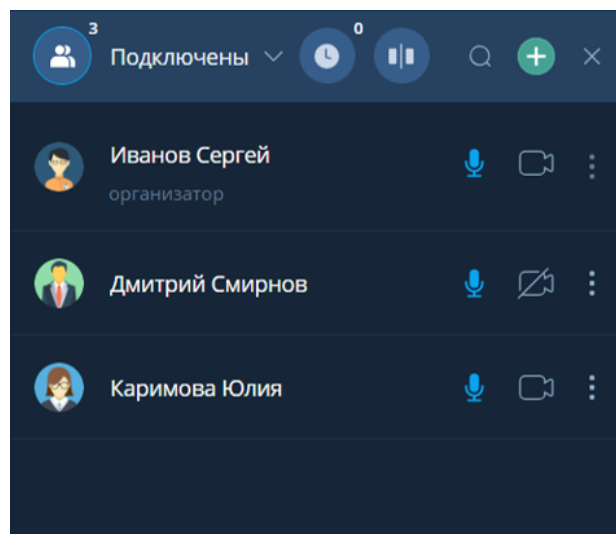 3
Подключены
0
Иванов Сергей
организатор
Дмитрий Смирнов
Каримова Юлия